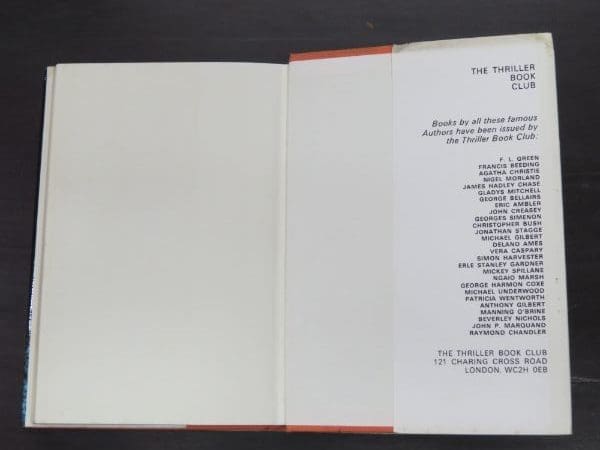 THE THRILLER
BOOK
CLUB
Books by all these famous
Authors have been issued by
the Thriller Book Club:
F. L. GREEN
FRANCIS BEEDING
AGATHA CHRISTIE
NIGEL MORLAND
JAMES HADLEY CHASE
GLADYS MITCHELL
GEORGE BELLAIRS
ERIC AMBLER
JOHN CREASEY
GEORGES SIMENON
CHRISTOPHER BUSH
JONATHAN STAGGE
MICHAEL GILBERT
DELANO AMES
VERA CASPARY
SIMON HARVESTER
ERLE STANLEY GARDNER
MICKEY SPILLANE
NGAIO MARSH
GEORGE HARMON COXE
MICHAEL UNDERWOOD
PATRICIA WENTWORTH
ANTHONY GILBERT
MANNING O'BRINE
BEVERLEY NICHOLS
JOHN P. MARQUAND
RAYMOND CHANDLER
THE THRILLER BOOK CLUB
121 CHARING CROSS ROAD
LONDON, WC2H 0EB